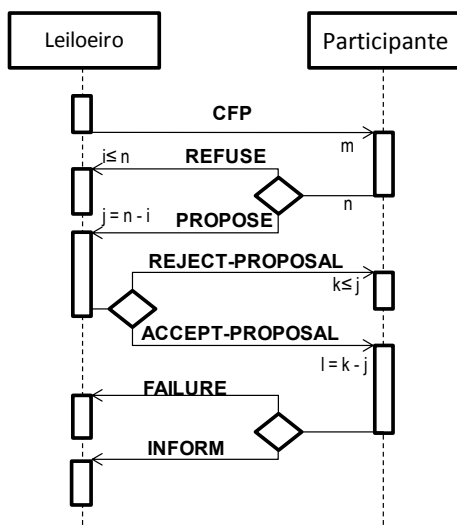 Leiloeiro
Participante
CFP
m
i≤ n
REFUSE
n
j = n - i
PROPOSE
REJECT-PROPOSAL
k≤ j
ACCEPT-PROPOSAL
l = k - j
FAILURE
INFORM